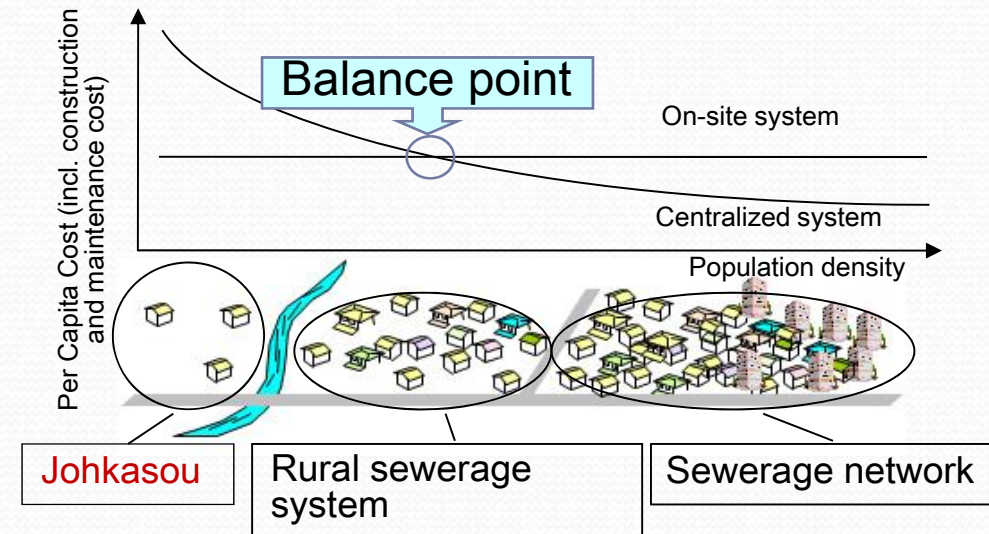 Per Capita Cost (incl. construction
and maintenance cost)
Balance point
On-site system
Centralized system
Population density
Johkasou
Rural sewerage
system
Sewerage network